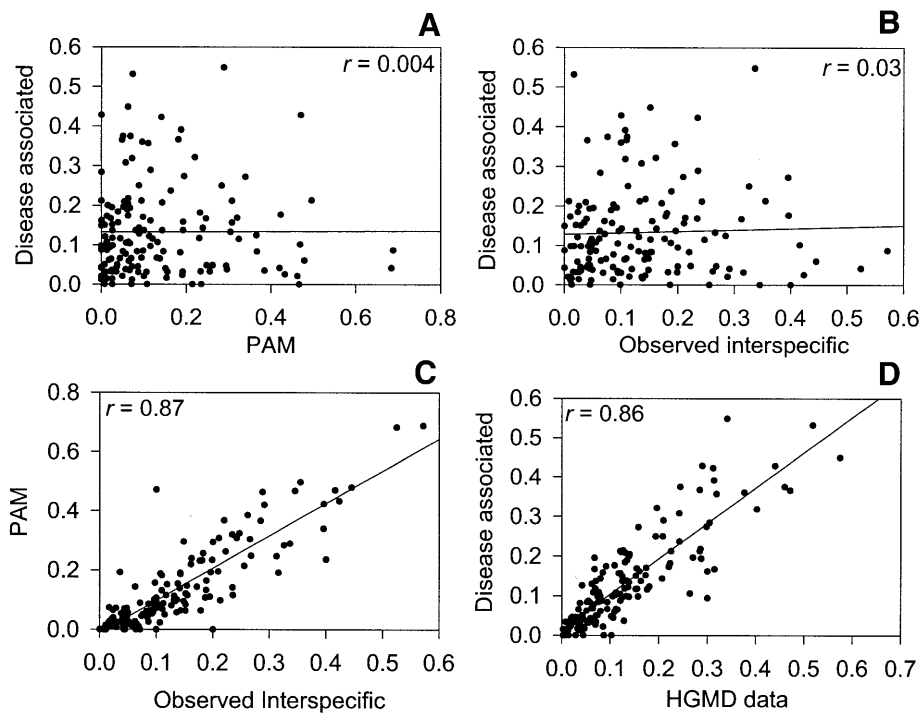 A
r = 0.004
Disease associated
0.6
0.5
0.4
0.3
0.2
0.1
0.0
0.0 0.2 0.4 0.6 0.8
PAM
B
r = 0.03
Disease associated
0.6
0.5
0.4
0.3
0.2
0.1
0.0
0.0 0.1 0.2 0.3 0.4 0.5 0.6
Observed interspecific
C
r = 0.87
PAM
0.8
0.6
0.4
0.2
0.0
0.0 0.1 0.2 0.3 0.4 0.5 0.6
Observed Interspecific
D
r = 0.86
Disease associated
0.6
0.5
0.4
0.3
0.2
0.1
0.0
0.0 0.1 0.2 0.3 0.4 0.5 0.6 0.7
HGMD data